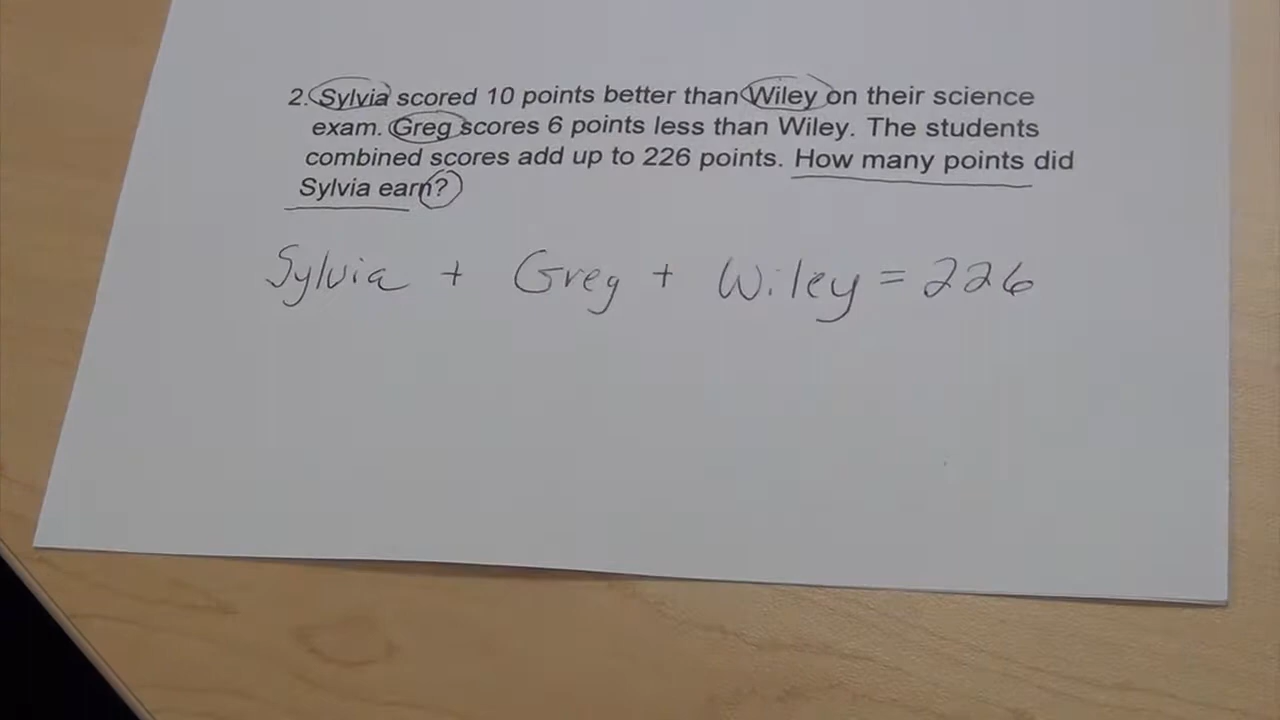 2. Sylvia scored 10 points better than Wiley on their science
exam. Greg scores 6 points less than Wiley. The students
combined scores add up to 226 points. How many points did
Sylvia earn?
Sylvia + Greg + Wiley = 226